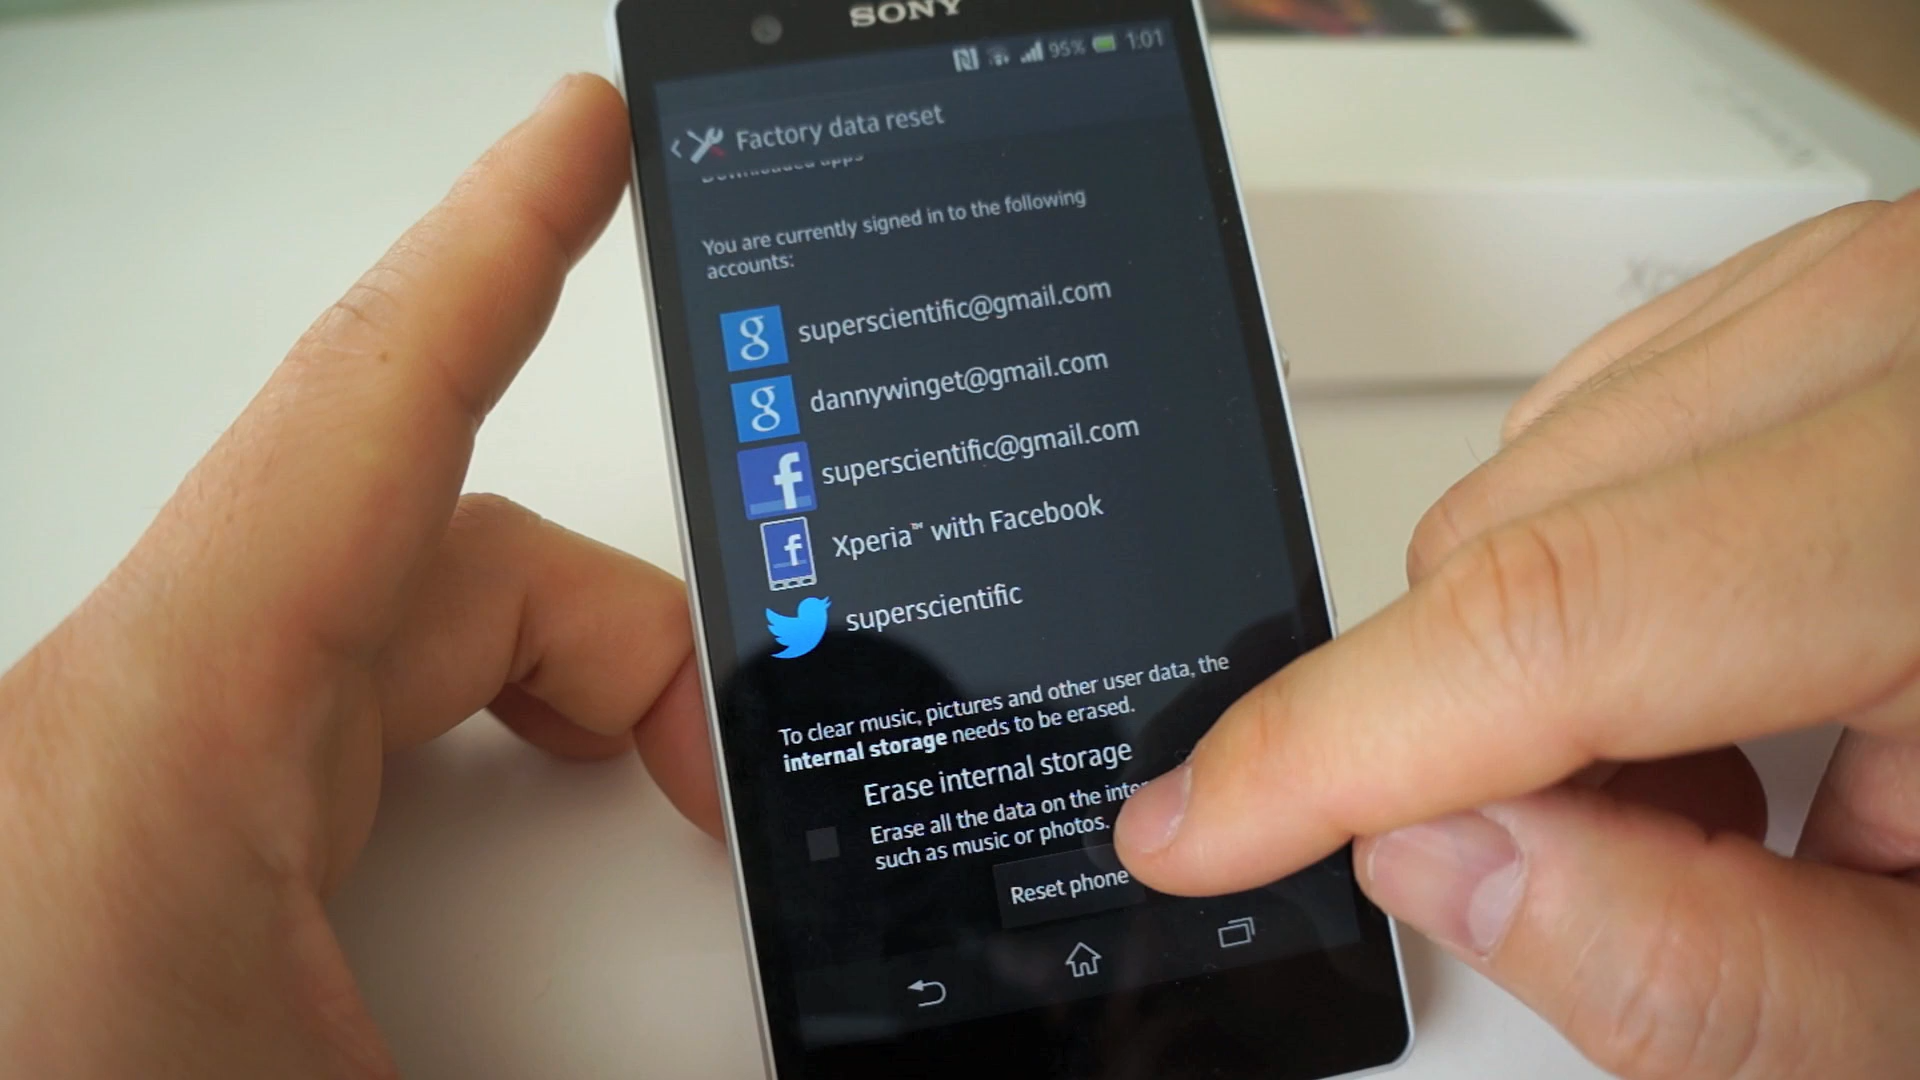 SONY
95% 1:01
Factory data reset
Downloaded apps
You are currently signed in to the following
accounts:
g superscientific@gmail.com
g dannywinget@gmail.com
f superscientific@gmail.com
f Xperia™ with Facebook
superscientific
To clear music, pictures and other user data, the
internal storage needs to be erased.
Erase internal storage
Erase all the data on the
such as music or photos.
Reset phone